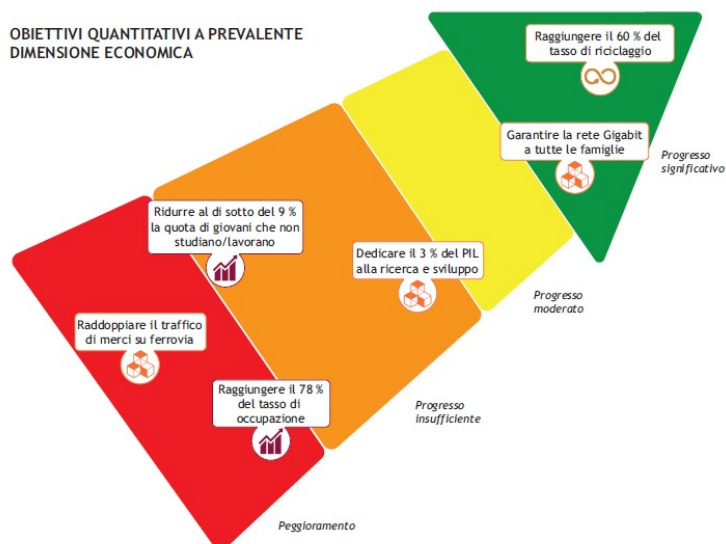 OBIETTIVI QUANTITATIVI A PREVALENTE
DIMENSIONE ECONOMICA
Raggiungere il 60 % del
tasso di riciclaggio
Garantire la rete Gigabit
a tutte le famiglie
Progresso
significativo
Ridurre al di sotto del 9 %
la quota di giovani che non
studiano/lavorano
Dedicare il 3 % del PIL
alla ricerca e sviluppo
Progresso
moderato
Raddoppiare il traffico
di merci su ferrovia
Raggiungere il 78 %
del tasso di
occupazione
Progresso
insufficiente
Peggioramento